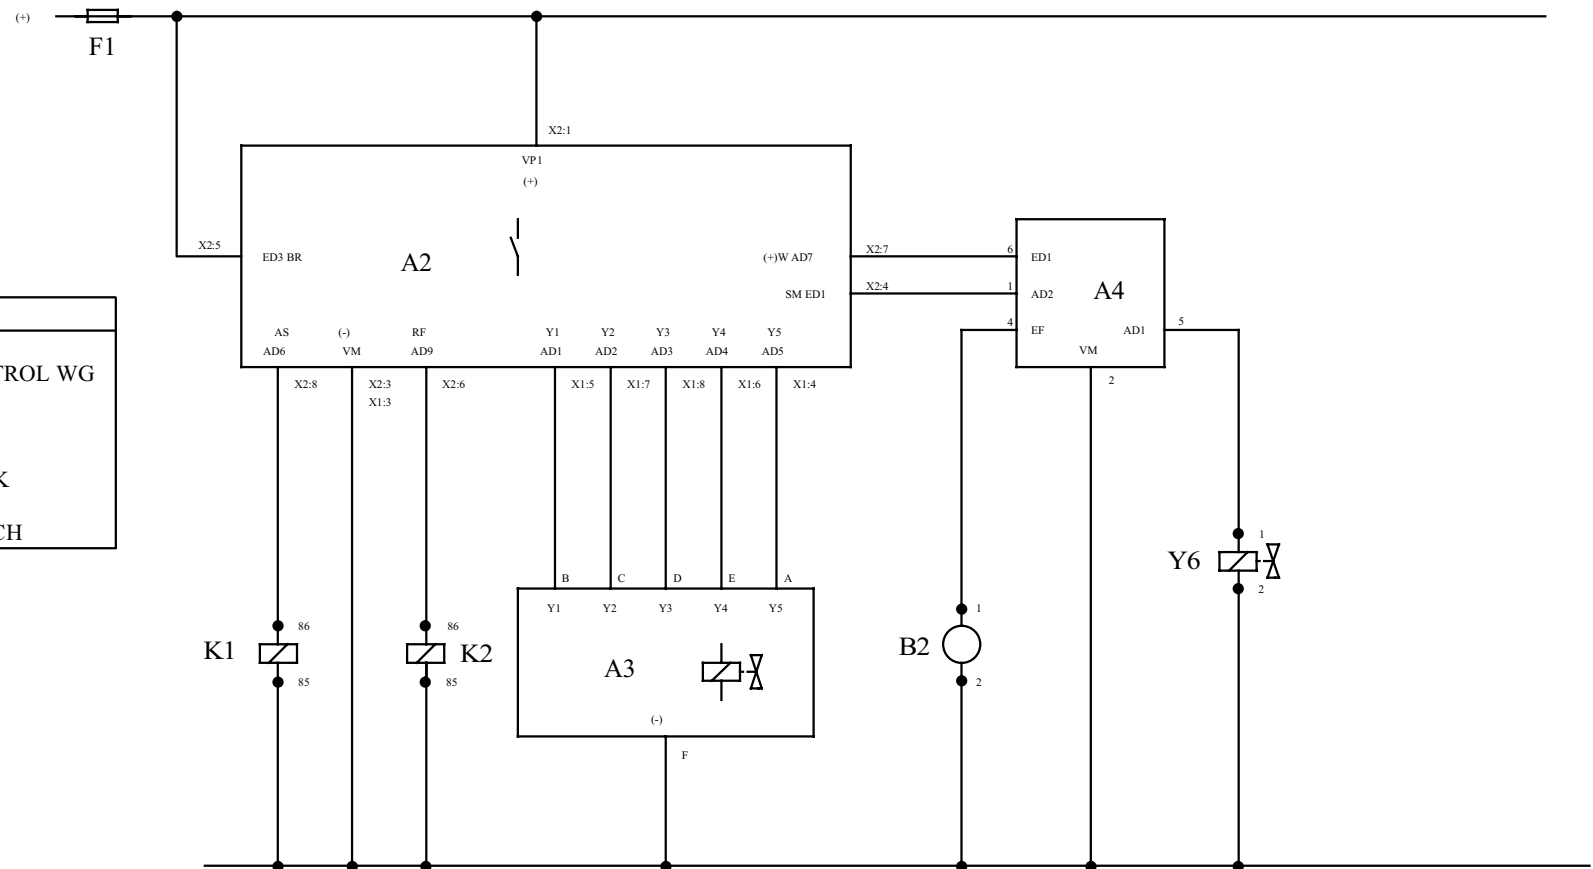 (+)
F1
X2:1
VP1
(+)
X2:5
ED3 BR
A2
(+)W AD7
X2:7
6
ED1
SM ED1
X2:4
1
AD2
A4
4
EF
AD1
5
VM
2
AS
(-)
RF
Y1
Y2
Y3
Y4
Y5
AD6
VM
AD9
AD1
AD2
AD3
AD4
AD5
X2:8
X2:3
X2:6
X1:5
X1:7
X1:8
X1:6
X1:4
X1:3
TROL WG
K
CH
B
C
D
E
A
Y1
Y2
Y3
Y4
Y5
A3
(-)
F
86
K1
85
86
K2
85
1
B2
2
1
Y6
2